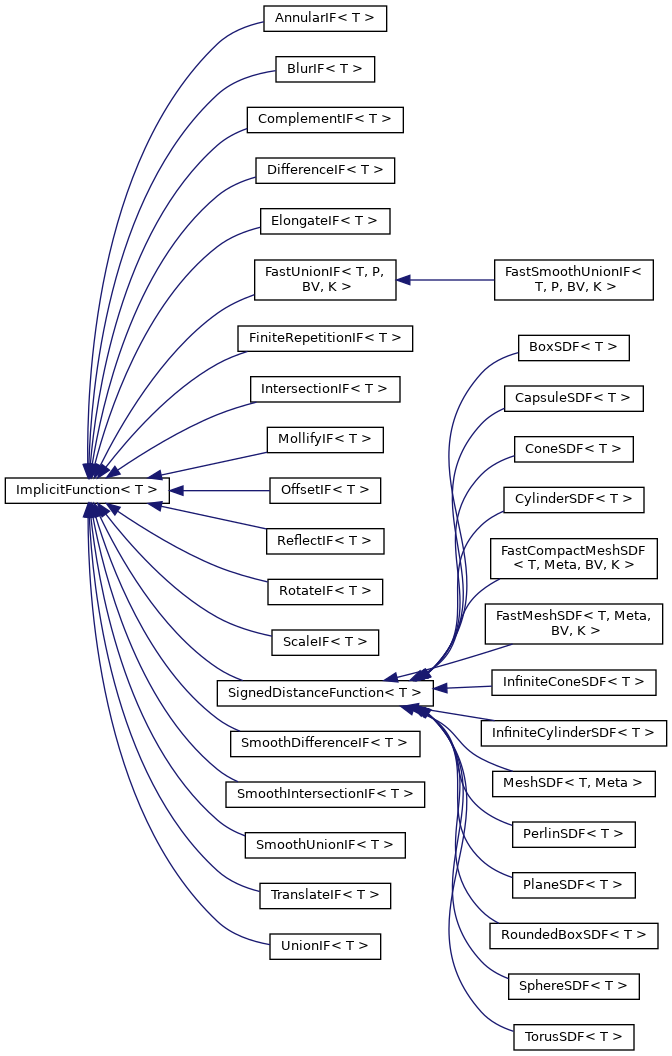 AnnularIF< T >
BlurIF< T >
ComplementIF< T >
DifferenceIF< T >
ElongateIF< T >
FastUnionIF< T, P,
BV, K >
FastSmoothUnionIF<
T, P, BV, K >
FiniteRepetitionIF< T >
IntersectionIF< T >
MollifyIF< T >
ImplicitFunction< T >
OffsetIF< T >
ReflectIF< T >
RotateIF< T >
ScaleIF< T >
SignedDistanceFunction< T >
SmoothDifferenceIF< T >
SmoothIntersectionIF< T >
SmoothUnionIF< T >
TranslateIF< T >
UnionIF< T >
BoxSDF< T >
CapsuleSDF< T >
ConeSDF< T >
CylinderSDF< T >
FastCompactMeshSDF
< T, Meta, BV, K >
FastMeshSDF< T, Meta,
BV, K >
InfiniteConeSDF< T >
InfiniteCylinderSDF< T >
MeshSDF< T, Meta >
PerlinSDF< T >
PlaneSDF< T >
RoundedBoxSDF< T >
SphereSDF< T >
TorusSDF< T >